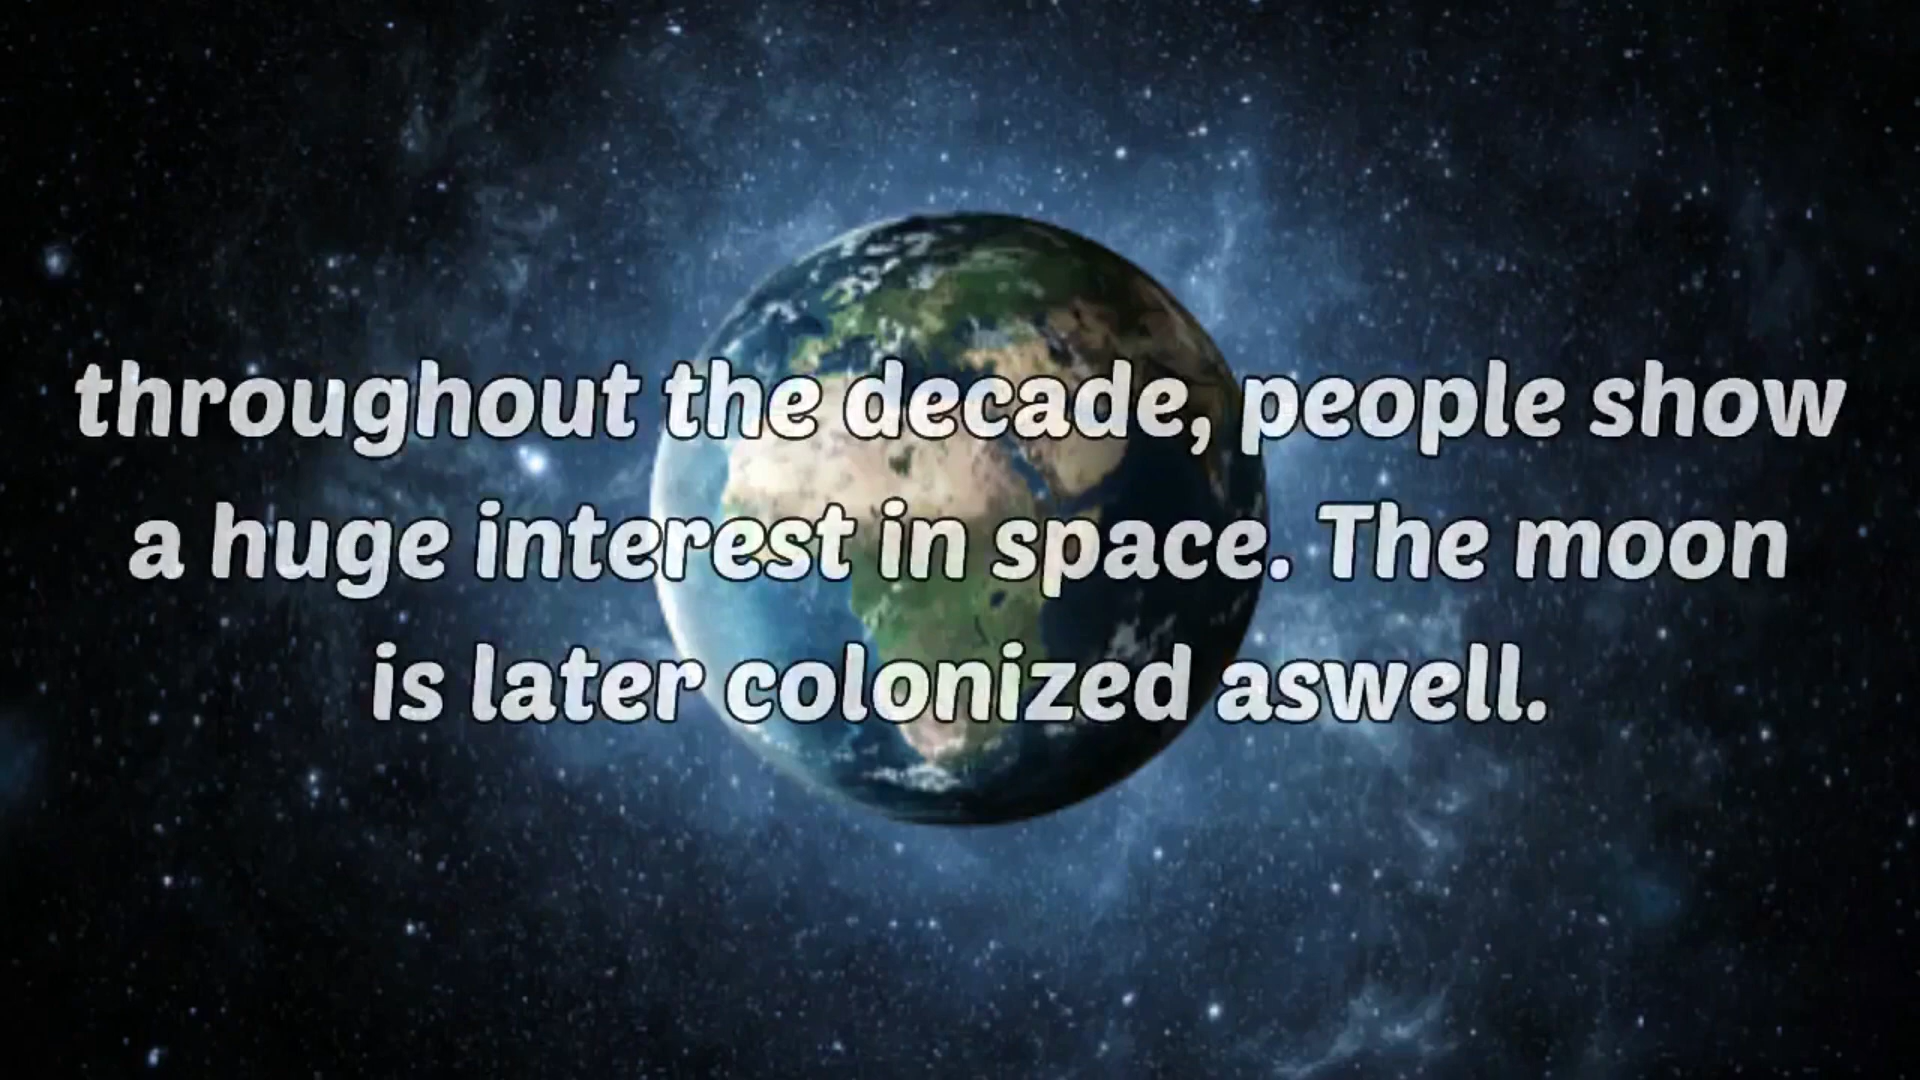 throughout the decade, people show
a huge interest in space. The moon
is later colonized aswell.